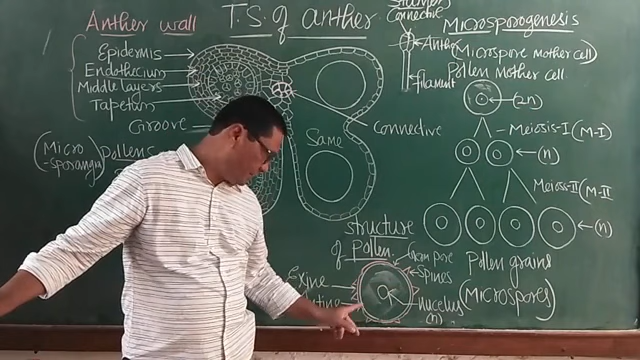 Anther wall
T.S. of anther
Connective
Microsporogenesis
Epidermis
Endothecium
Middle layers
Tapetum
Groove
(Micro
-sporangia)
Pollens
Same
Connective
Anther
filament
(Microspore mother cell)
Pollen mother cell
(2n)
Meiosis-I (M-I)
(n)
Meiosis-II (M-II
(n)
Pollen grains
(Microspores)
structure
of Pollen
Germ pore
Spines
Exine
nucelus
(n)